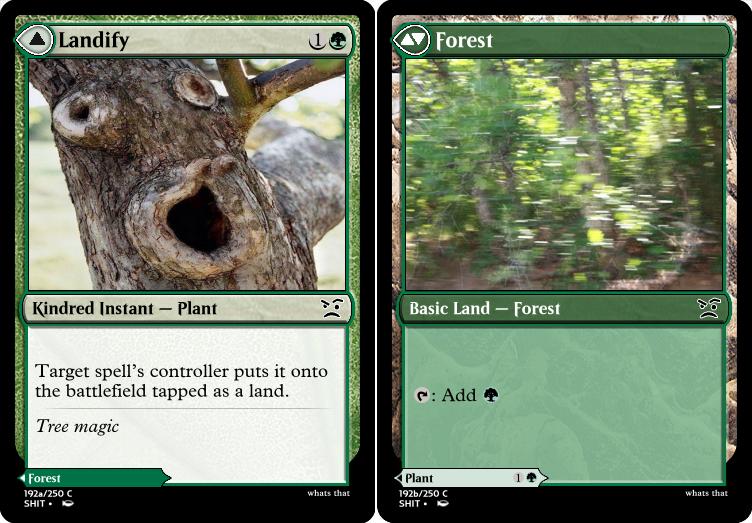 Landify 1
Kindred Instant — Plant
Target spell's controller puts it onto
the battlefield tapped as a land.
Tree magic
Forest
192a/250 C
SHIT •
whats that
Forest
Basic Land — Forest
: Add
Plant 1
192b/250 C
SHIT •
whats that